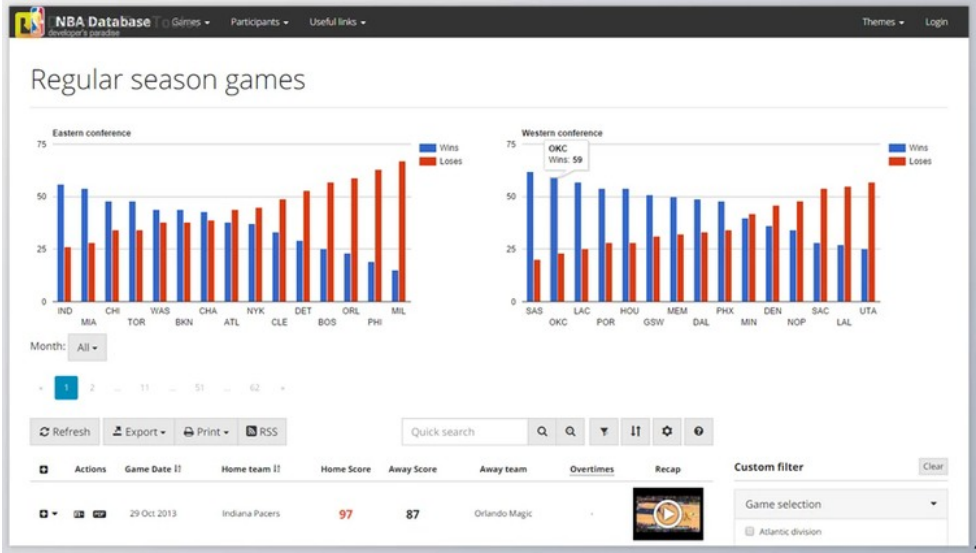 NBA Database Games Participants Useful links Themes Login
developer's paradise
Regular season games
Eastern conference
75
50
25
0
Wins
Loses
IND CHI WAS CHA NYK DET ORL MIL
MIA TOR BKN ATL CLE BOS PHI
Western conference
75
50
25
0
OKC
Wins: 59
Wins
Loses
SAS LAC HOU MEM PHX DEN SAC UTA
OKC POR GSW DAL MIN NOP LAL
Month: All
« 1 2 ... 11 ... 51 ... 62 »
Refresh Export Print RSS Quick search
Actions Game Date Home team Home Score Away Score Away team Overtimes Recap
29 Oct 2013 Indiana Pacers 97 87 Orlando Magic -
Custom filter Clear
Game selection
Atlantic division